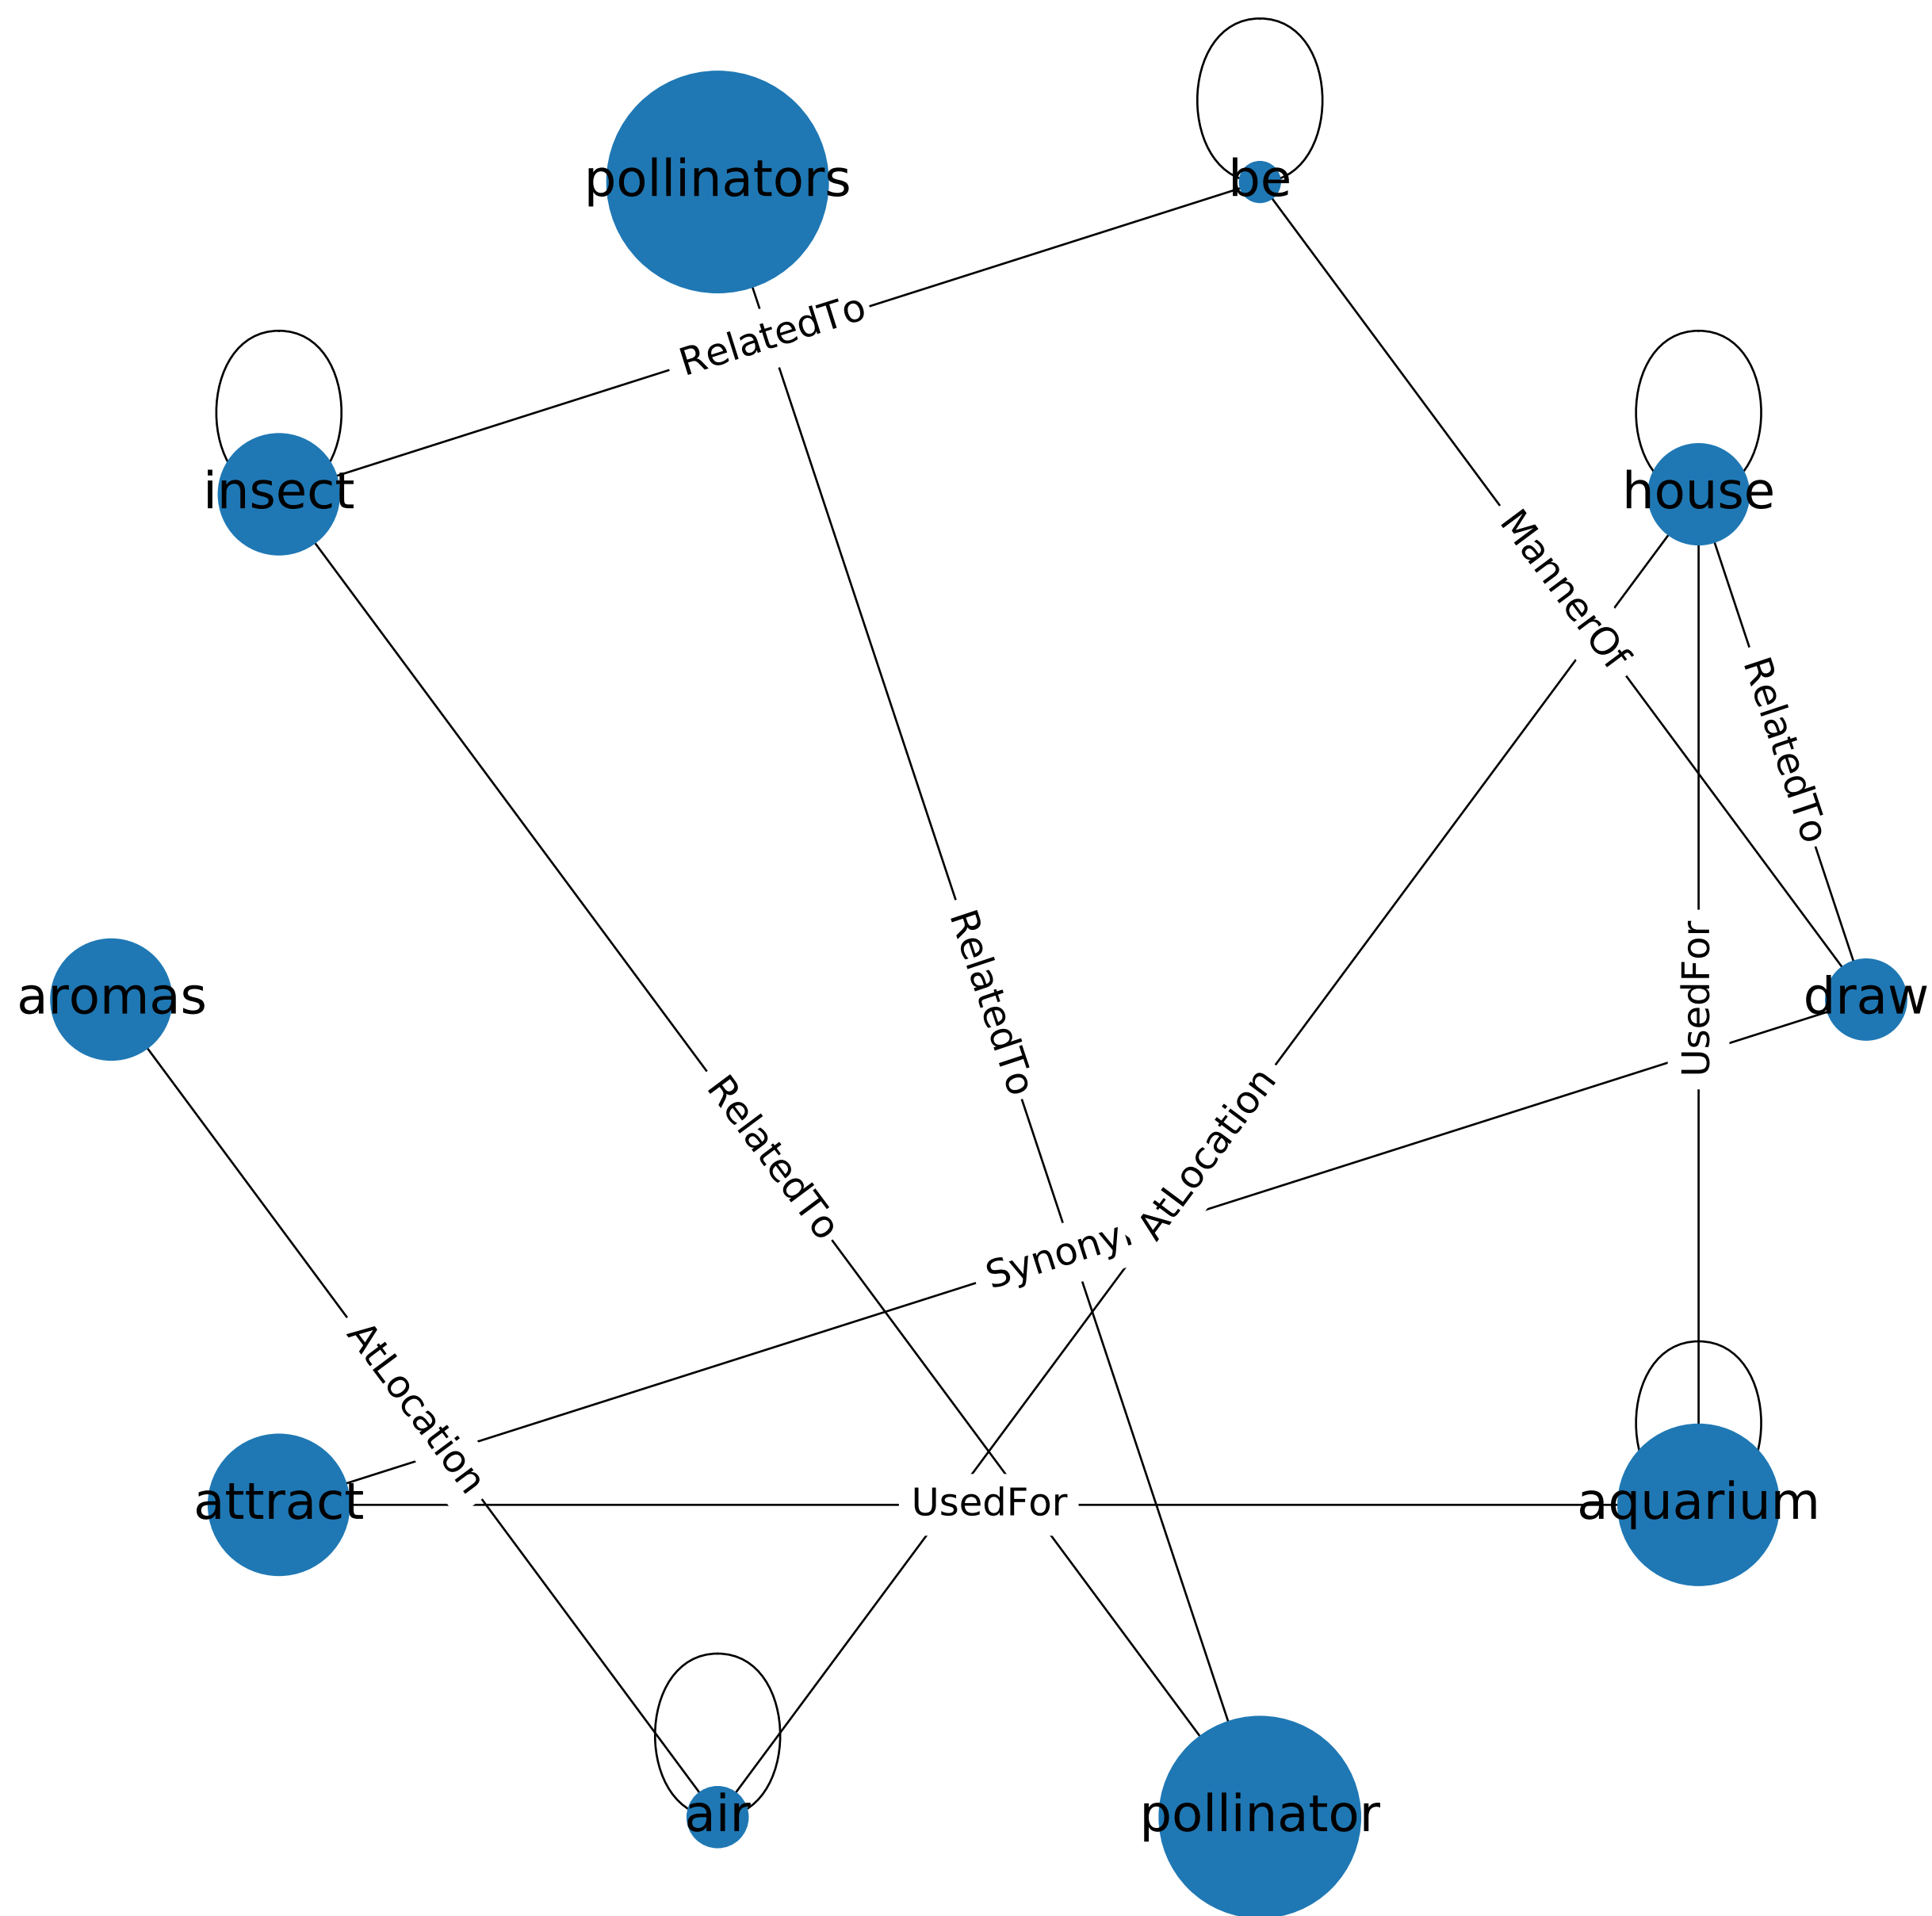 pollinators
be
RelatedTo
insect
house
MannerOf
RelatedTo
aromas
draw
RelatedTo
UsedFor
RelatedTo
AtLocation
Synony
AtLocation
attract
UsedFor
aquarium
air
pollinator